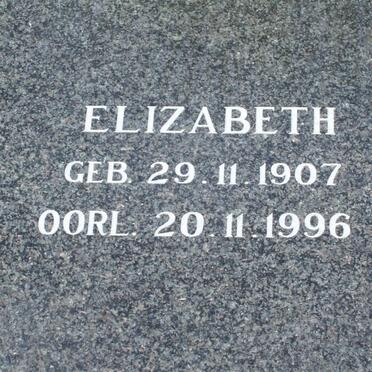 ELIZABETH
GEB. 29.11.1907
OORL. 20.11.1996